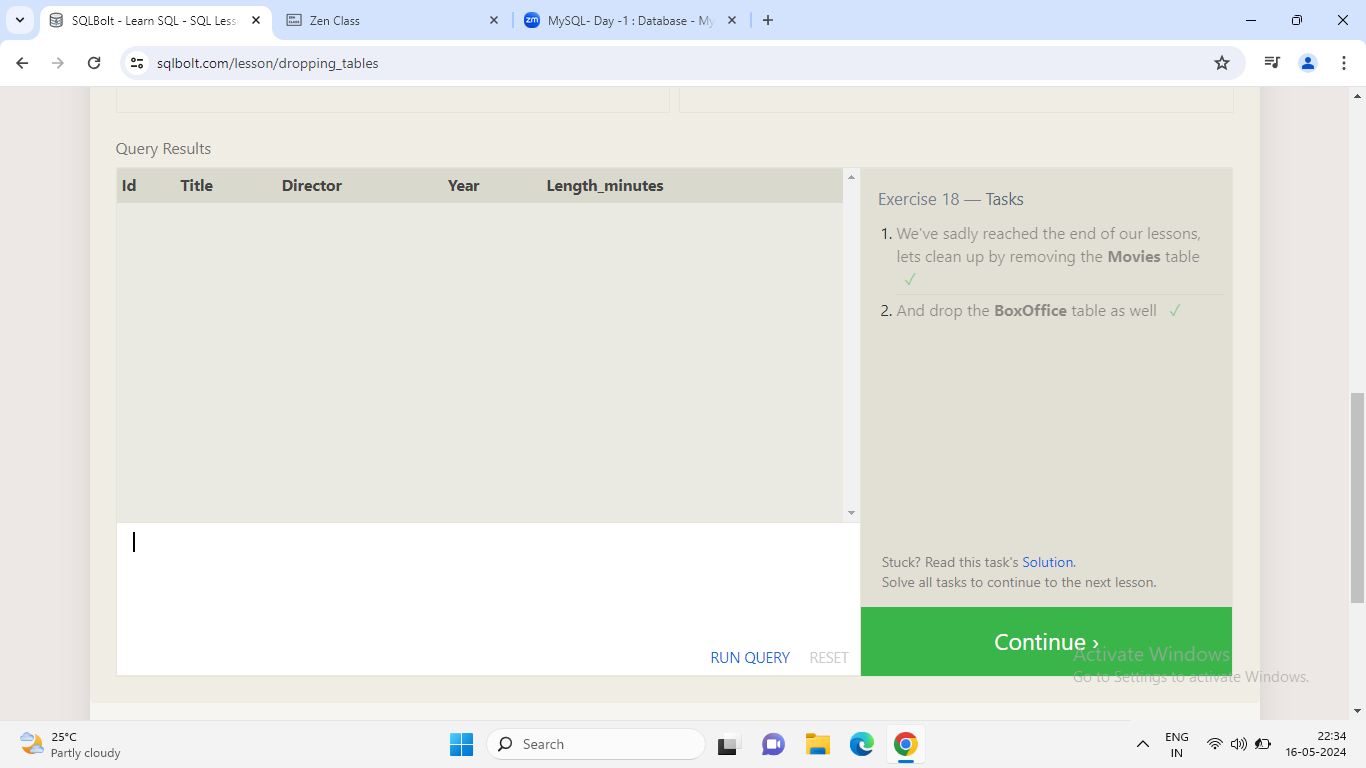 SQLBolt - Learn SQL - SQL Less
Zen Class
MySQL- Day -1 : Database - My
sqlbolt.com/lesson/dropping_tables
Query Results
Id Title Director Year Length_minutes
Exercise 18 — Tasks
1. We've sadly reached the end of our lessons,
lets clean up by removing the Movies table
✓
2. And drop the BoxOffice table as well ✓
Stuck? Read this task's Solution.
Solve all tasks to continue to the next lesson.
RUN QUERY RESET
Continue ›
Activate Windows
Go to Settings to activate Windows.
25°C
Partly cloudy
Search
ENG
IN
22:34
16-05-2024